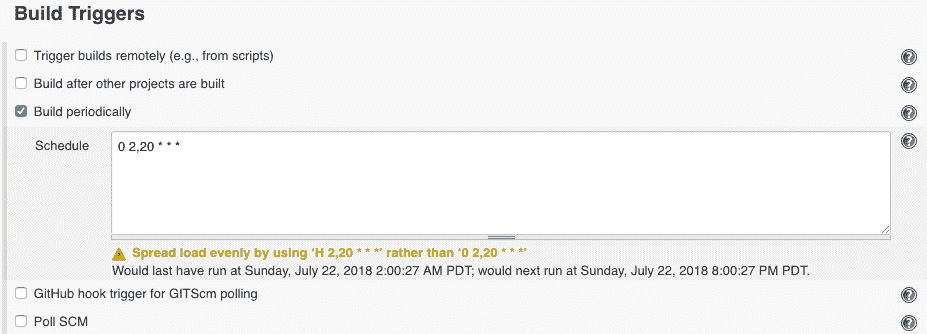 Build Triggers
Trigger builds remotely (e.g., from scripts)
Build after other projects are built
Build periodically
Schedule
0 2,20 * * *
Spread load evenly by using ‘H 2,20 * * *’ rather than ‘0 2,20 * * *’
Would last have run at Sunday, July 22, 2018 2:00:27 AM PDT; would next run at Sunday, July 22, 2018 8:00:27 PM PDT.
GitHub hook trigger for GITScm polling
Poll SCM